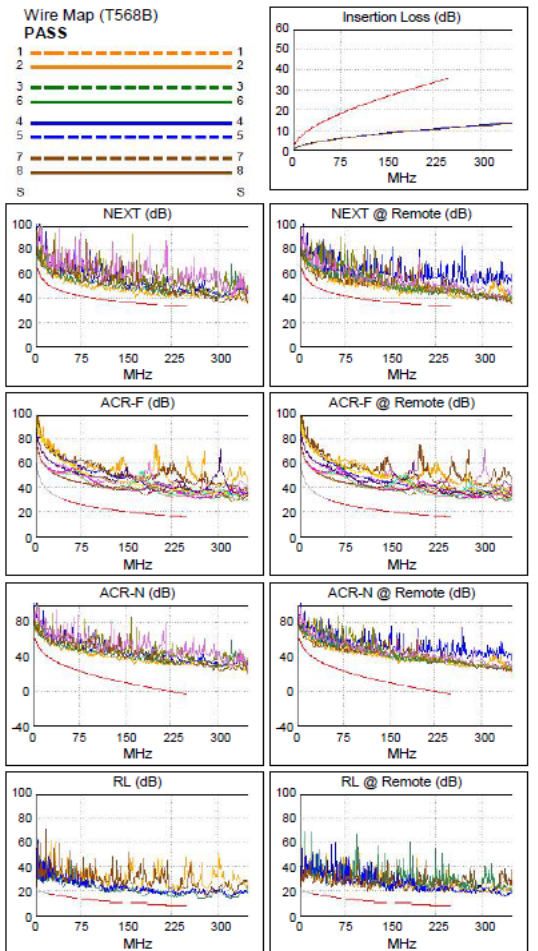 Wire Map (T568B)
PASS
1 1
2 2
3 3
6 6
4 4
5 5
7 7
8 8
S S
Insertion Loss (dB)
60
50
40
30
20
10
0
0 75 150 225 300
MHz
NEXT (dB)
100
80
60
40
20
0
0 75 150 225 300
MHz
NEXT @ Remote (dB)
100
80
60
40
20
0
0 75 150 225 300
MHz
ACR-F (dB)
100
80
60
40
20
0
0 75 150 225 300
MHz
ACR-F @ Remote (dB)
100
80
60
40
20
0
0 75 150 225 300
MHz
ACR-N (dB)
80
40
0
-40
0 75 150 225 300
MHz
ACR-N @ Remote (dB)
80
40
0
-40
0 75 150 225 300
MHz
RL (dB)
100
80
60
40
20
0
0 75 150 225 300
MHz
RL @ Remote (dB)
100
80
60
40
20
0
0 75 150 225 300
MHz